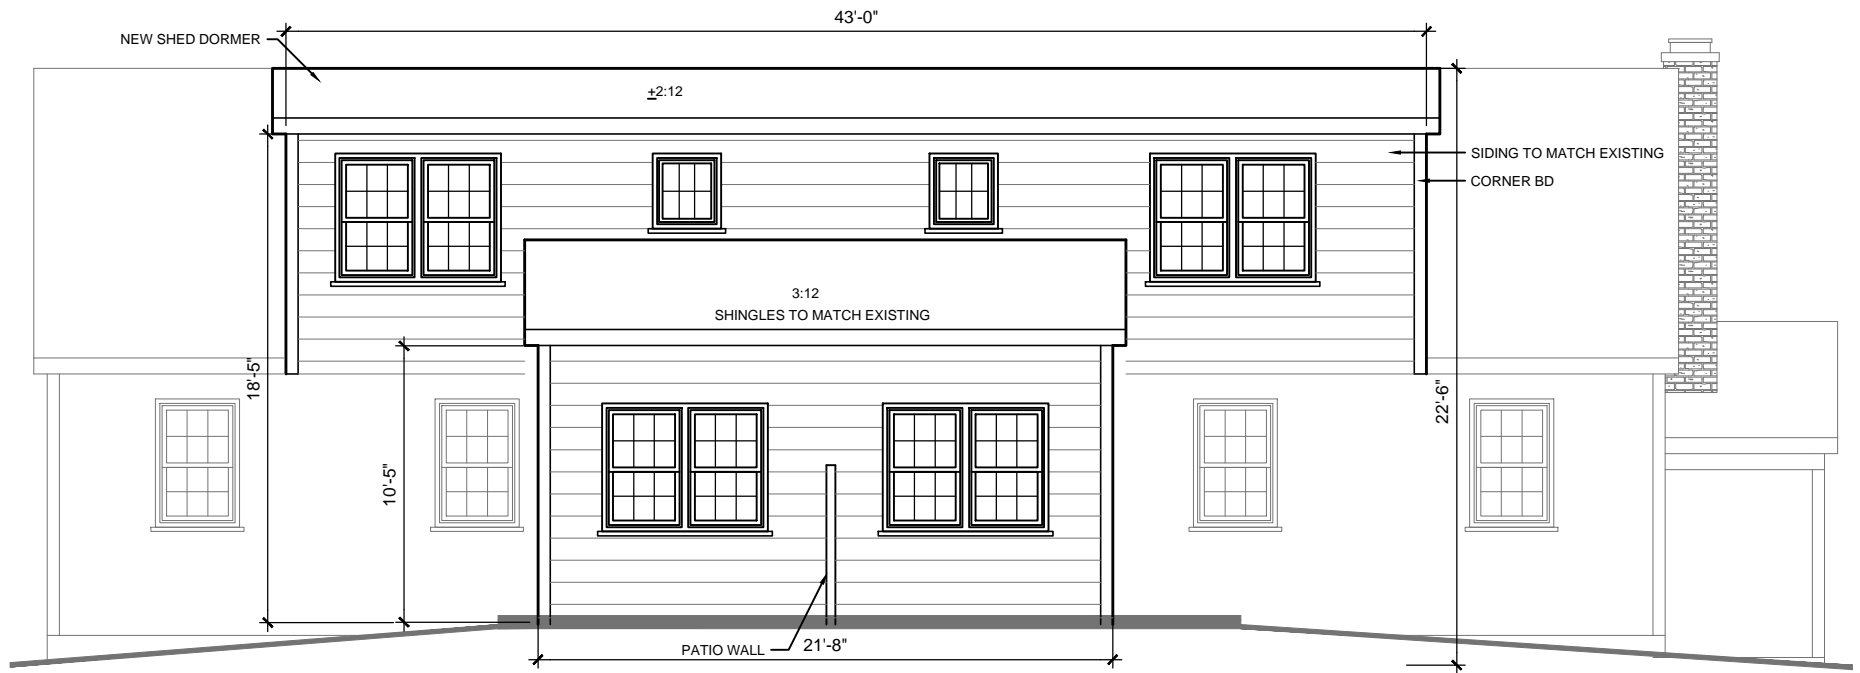 43'-0"
NEW SHED DORMER
±2:12
SIDING TO MATCH EXISTING
CORNER BD
3:12
SHINGLES TO MATCH EXISTING
18'-5"
22'-6"
10'-5"
PATIO WALL
21'-8"